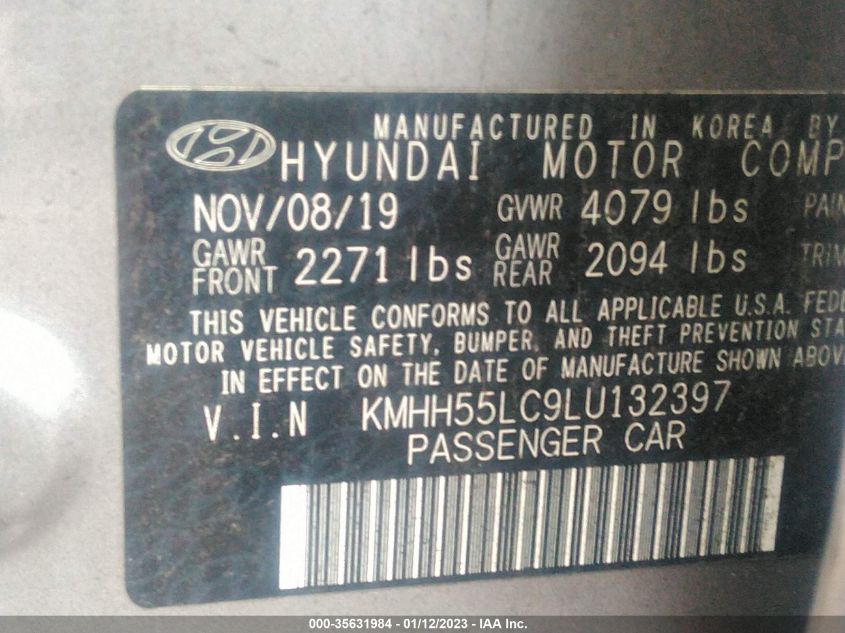 MANUFACTURED IN KOREA BY
HYUNDAI MOTOR COMP
NOV/08/19 GVWR 4079 lbs PAIN
GAWR FRONT 2271 lbs GAWR REAR 2094 lbs TRIM
THIS VEHICLE CONFORMS TO ALL APPLICABLE U.S.A. FEDE
MOTOR VEHICLE SAFETY, BUMPER, AND THEFT PREVENTION STA
IN EFFECT ON THE DATE OF MANUFACTURE SHOWN ABOV
V.I.N KMHH55LC9LU132397
PASSENGER CAR
000-35631984 - 01/12/2023 - IAA Inc.